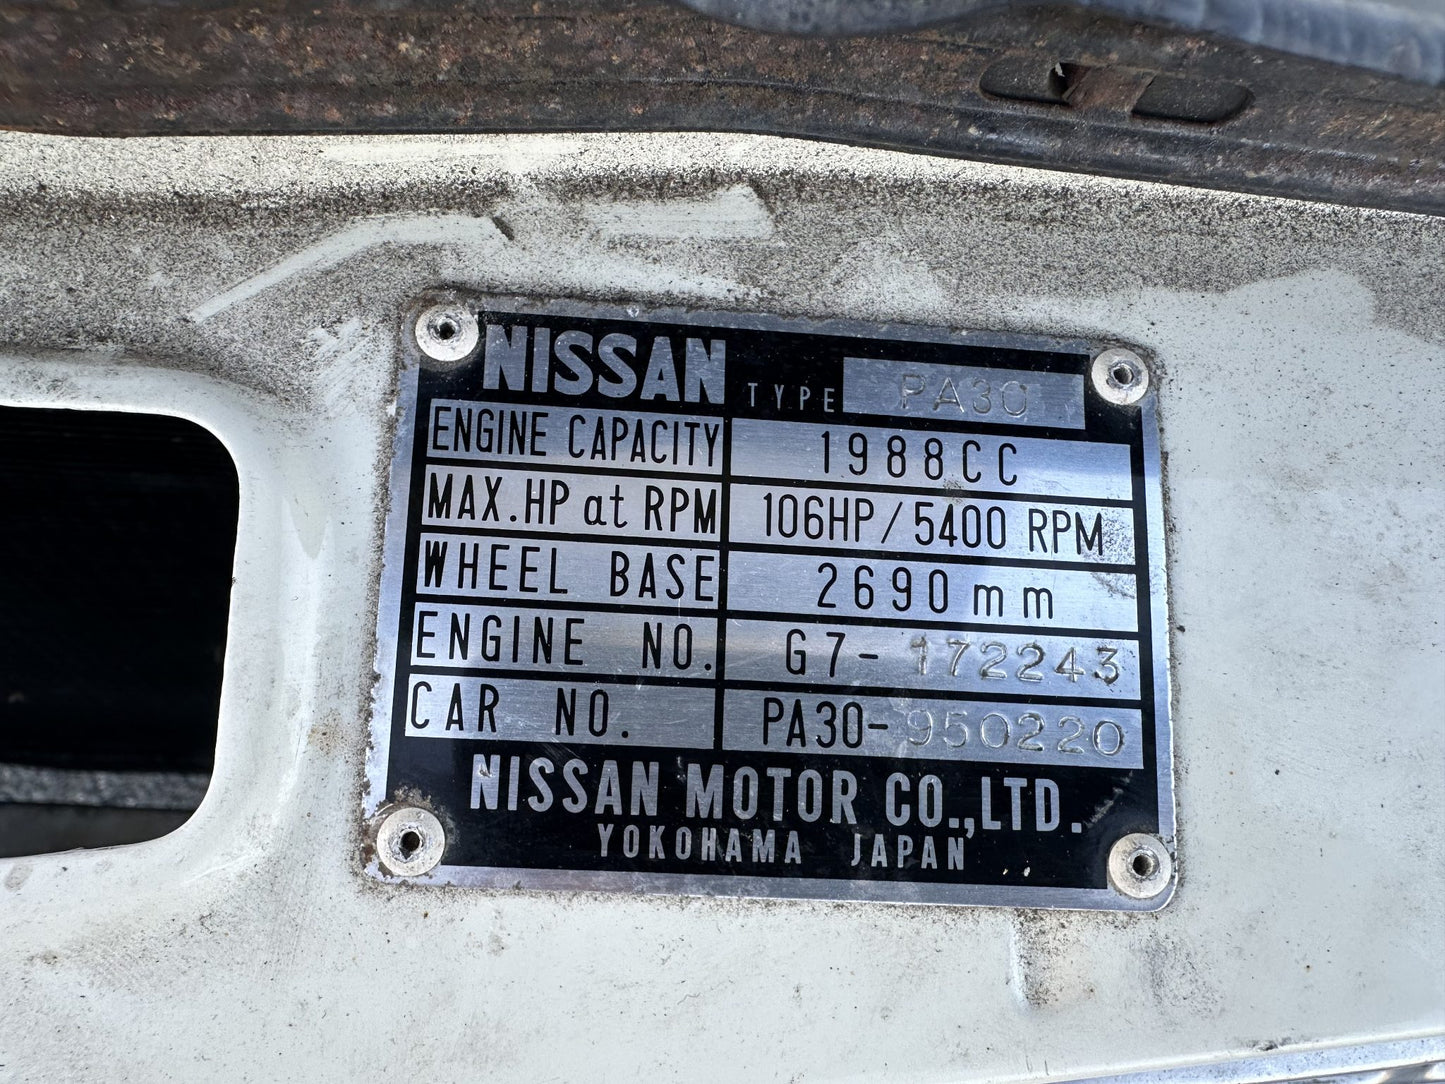 NISSAN TYPE PA30
ENGINE CAPACITY 1988CC
MAX.HP at RPM 106HP/5400 RPM
WHEEL BASE 2690mm
ENGINE NO. G7-172243
CAR NO. PA30-950220
NISSAN MOTOR CO.,LTD.
YOKOHAMA JAPAN